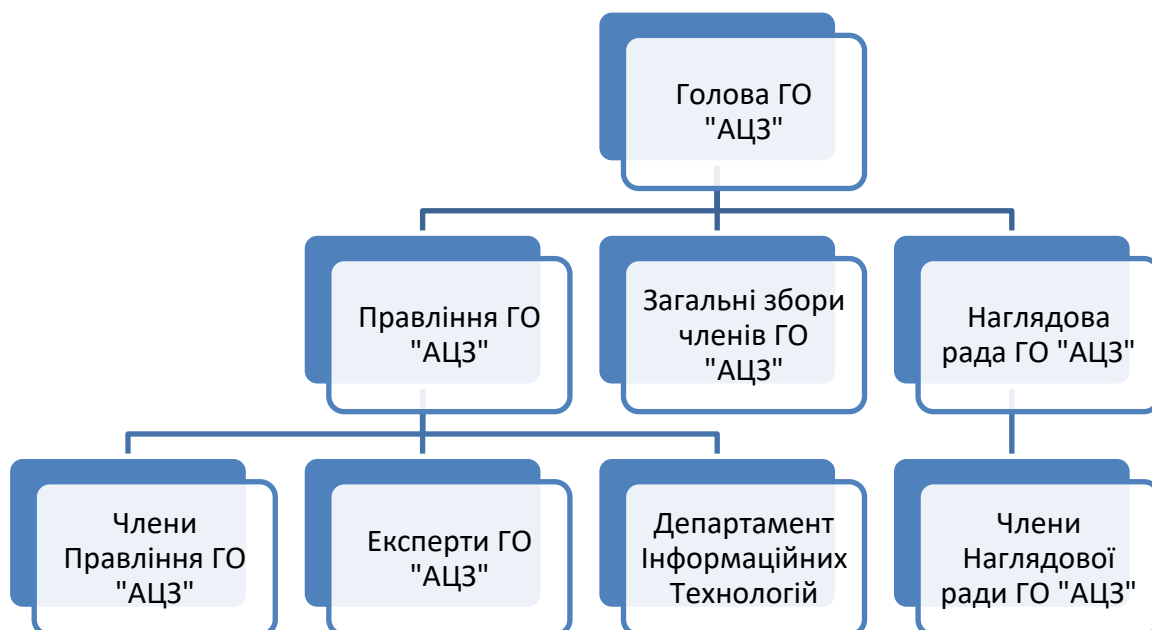 Голова ГО
"АЦЗ"
Правління ГО
"АЦЗ"
Загальні збори
членів ГО
"АЦЗ"
Наглядова
рада ГО "АЦЗ"
Члени
Правління ГО
"АЦЗ"
Експерти ГО
"АЦЗ"
Департамент
Інформаційних
Технологій
Члени
Наглядової
ради ГО "АЦЗ"